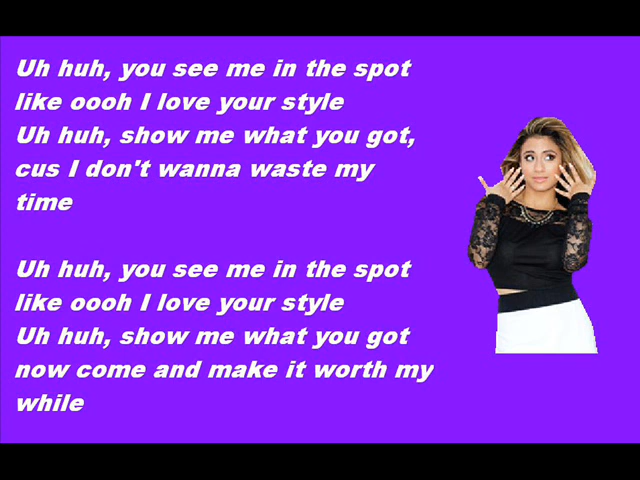 Uh huh, you see me in the spot
like oooh I love your style
Uh huh, show me what you got,
cus I don't wanna waste my
time
Uh huh, you see me in the spot
like oooh I love your style
Uh huh, show me what you got
now come and make it worth my
while